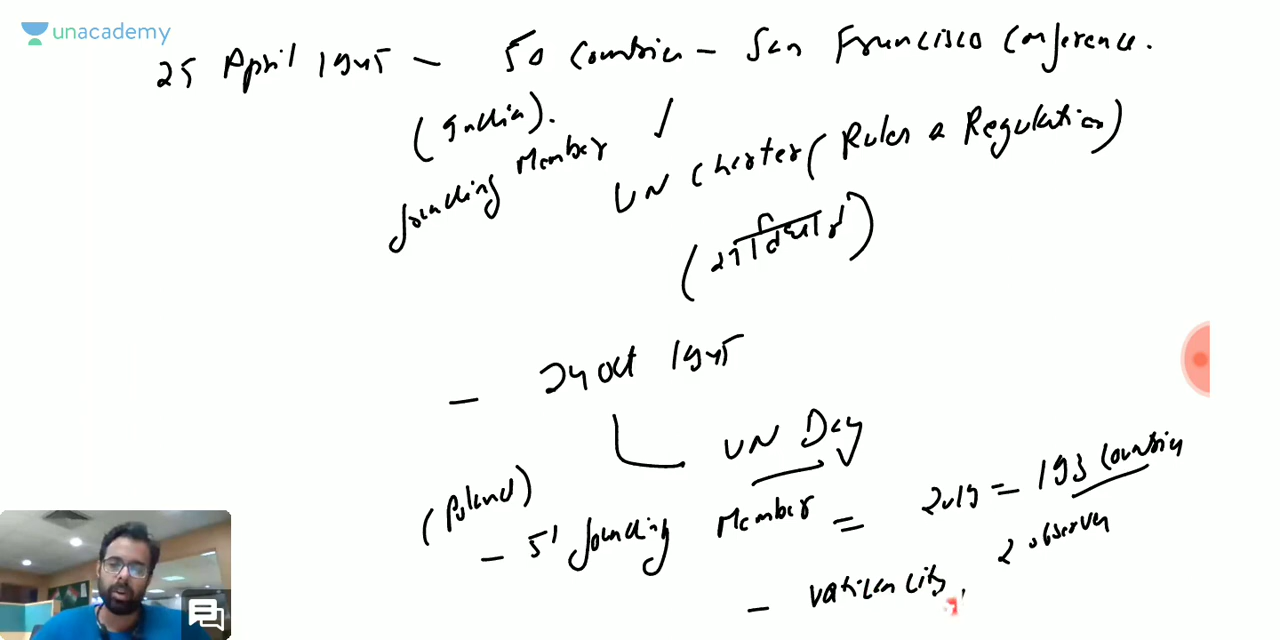 unacademy
25 April 1945 – 50 Countries – San Francisco Conference.
(India).
founding Member
UN Charter (Rules & Regulation)
– 24 Oct 1945
UN Day
(Poland)
– 51 founding Member = 2019 = 193 Countries
2 observer
– Vatican City